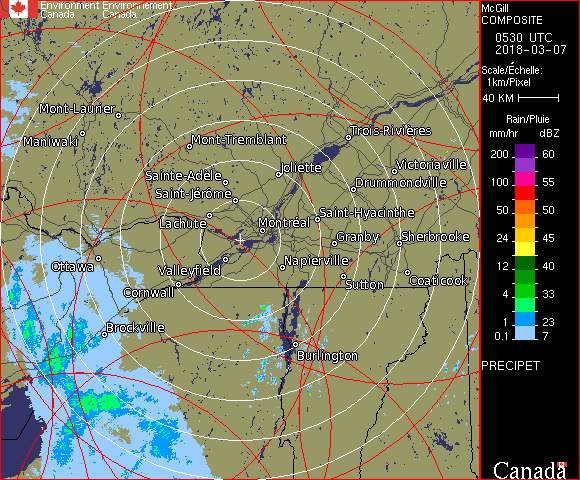 Environment Environnement
Canada Canada
McGill
COMPOSITE
0530 UTC
2018-03-07
Scale/Échelle:
1km/Pixel
40 KM
Rain/Pluie
mm/hr dBZ
200 60
100 55
50 50
24 45
12 40
4 33
1 23
0.1 7
PRECIPET
Canada
Mont-Laurier
Maniwaki
Mont-Tremblant
Trois-Rivières
Joliette
Victoriaville
Sainte-Adèle
Drummondville
Saint-Jérôme
Saint-Hyacinthe
Lachute
Montréal
Granby
Sherbrooke
Ottawa
Valleyfield
Napierville
Cornwall
Sutton
Coaticook
Brockville
Burlington